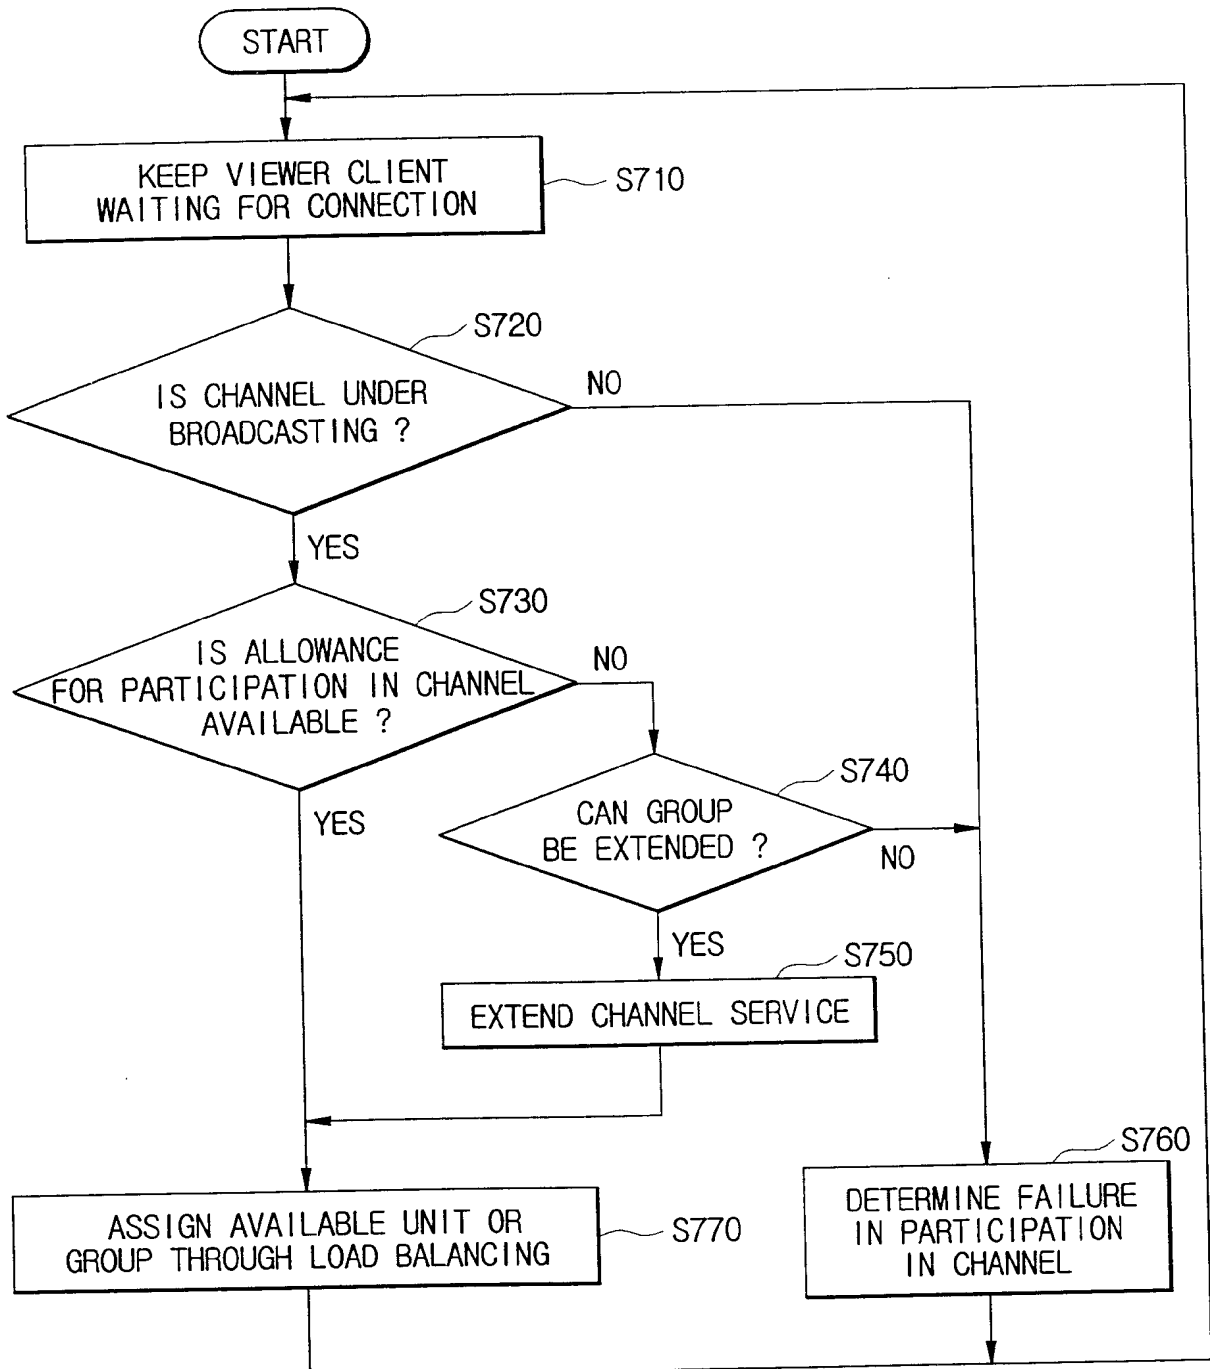 START
KEEP VIEWER CLIENT
WAITING FOR CONNECTION
S710
S720
IS CHANNEL UNDER
BROADCASTING ?
NO
YES
S730
IS ALLOWANCE
FOR PARTICIPATION IN CHANNEL
AVAILABLE ?
NO
YES
S740
CAN GROUP
BE EXTENDED ?
NO
YES
S750
EXTEND CHANNEL SERVICE
S760
DETERMINE FAILURE
IN PARTICIPATION
IN CHANNEL
ASSIGN AVAILABLE UNIT OR
GROUP THROUGH LOAD BALANCING
S770